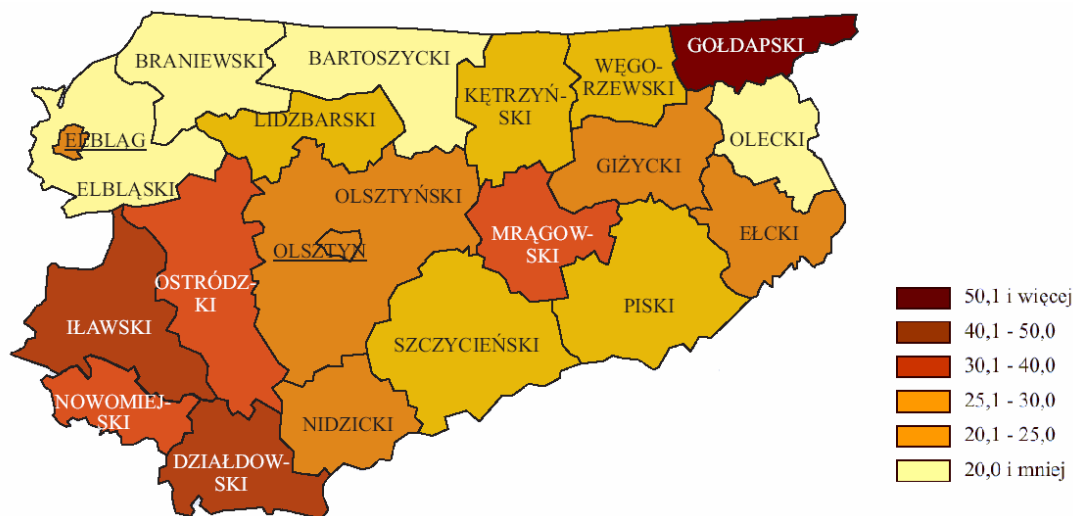 GOŁDAPSKI
BRANIEWSKI
BARTOSZYCKI
WĘGO-
RZEWSKI
KĘTRZYŃ-
SKI
LIDZBARSKI
ELBLĄG
OLECKI
GIŻYCKI
ELBLĄSKI
OLSZTYŃSKI
MRĄGOW-
SKI
EŁCKI
OLSZTYN
OSTRÓDZ-
KI
PISKI
IŁAWSKI
SZCZYCIEŃSKI
NOWOMIEJ-
SKI
NIDZICKI
DZIAŁDOW-
SKI
50,1 i więcej
40,1 - 50,0
30,1 - 40,0
25,1 - 30,0
20,1 - 25,0
20,0 i mniej